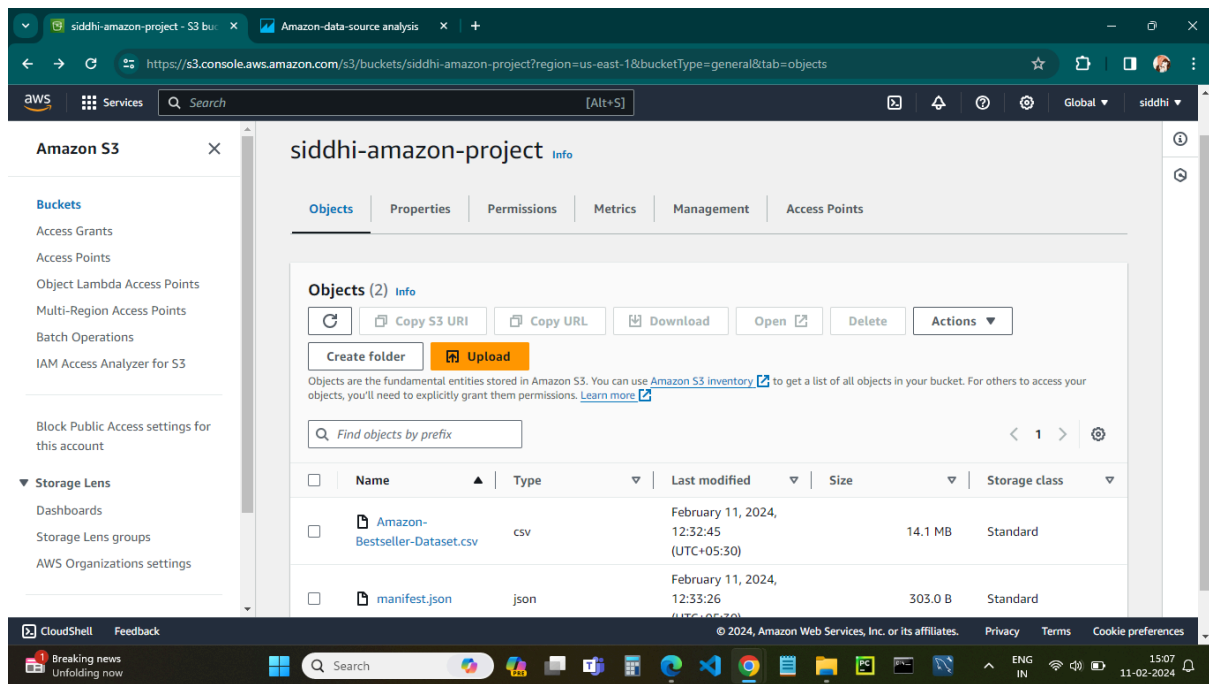 siddhi-amazon-project - S3 buc
Amazon-data-source analysis
https://s3.console.aws.amazon.com/s3/buckets/siddhi-amazon-project?region=us-east-1&bucketType=general&tab=objects
aws
Services
Search
[Alt+S]
Global
siddhi
Amazon S3
Buckets
Access Grants
Access Points
Object Lambda Access Points
Multi-Region Access Points
Batch Operations
IAM Access Analyzer for S3
Block Public Access settings for
this account
Storage Lens
Dashboards
Storage Lens groups
AWS Organizations settings
siddhi-amazon-project Info
Objects
Properties
Permissions
Metrics
Management
Access Points
Objects (2) Info
Copy S3 URI
Copy URL
Download
Open
Delete
Actions
Create folder
Upload
Objects are the fundamental entities stored in Amazon S3. You can use Amazon S3 inventory to get a list of all objects in your bucket. For others to access your
objects, you'll need to explicitly grant them permissions. Learn more
Find objects by prefix
1
Name
Type
Last modified
Size
Storage class
Amazon-
Bestseller-Dataset.csv
csv
February 11, 2024,
12:32:45
(UTC+05:30)
14.1 MB
Standard
manifest.json
json
February 11, 2024,
12:33:26
(UTC+05:30)
303.0 B
Standard
CloudShell
Feedback
© 2024, Amazon Web Services, Inc. or its affiliates.
Privacy
Terms
Cookie preferences
1
Breaking news
Unfolding now
Search
PRE
PC
ENG
IN
15:07
11-02-2024